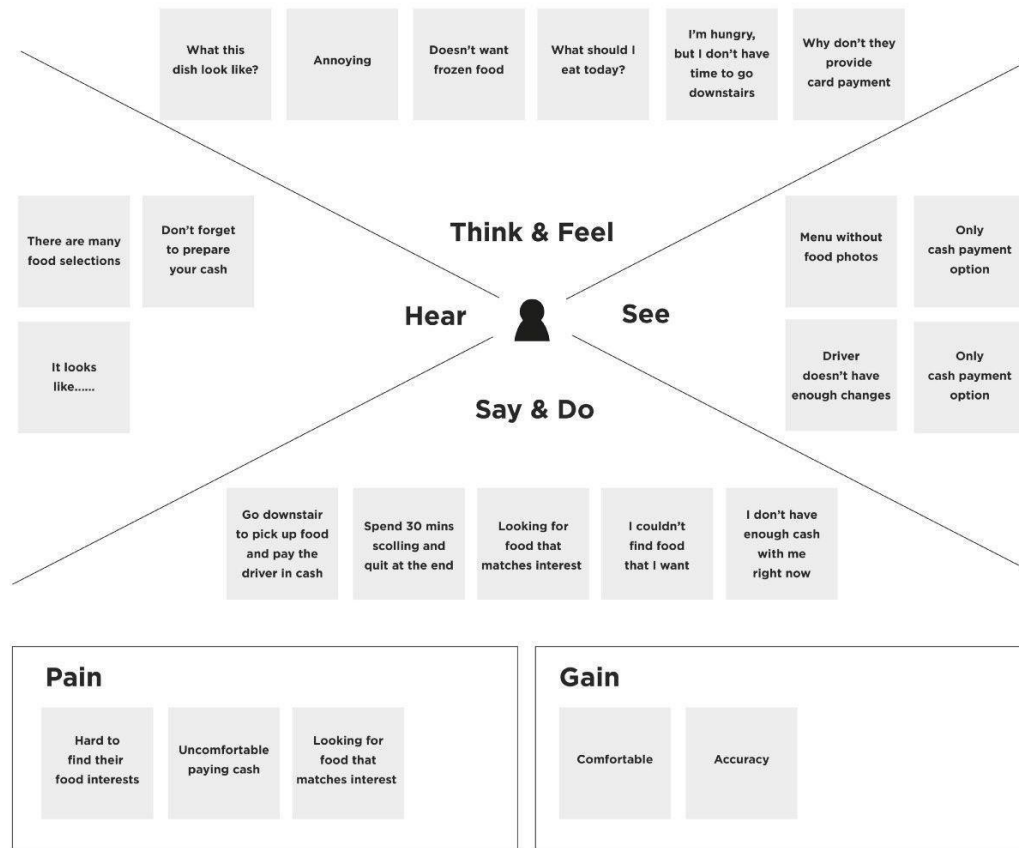 What this
dish look like?
Annoying
Doesn't want
frozen food
What should I
eat today?
I'm hungry,
but I don't have
time to go
downstairs
Why don't they
provide
card payment
Think & Feel
There are many
food selections
Don't forget
to prepare
your cash
It looks
like......
Hear
See
Menu without
food photos
Only
cash payment
option
Driver
doesn't have
enough changes
Only
cash payment
option
Say & Do
Go downstair
to pick up food
and pay the
driver in cash
Spend 30 mins
scolling and
quit at the end
Looking for
food that
matches interest
I couldn't
find food
that I want
I don't have
enough cash
with me
right now
Pain
Hard to
find their
food interests
Uncomfortable
paying cash
Looking for
food that
matches interest
Gain
Comfortable
Accuracy